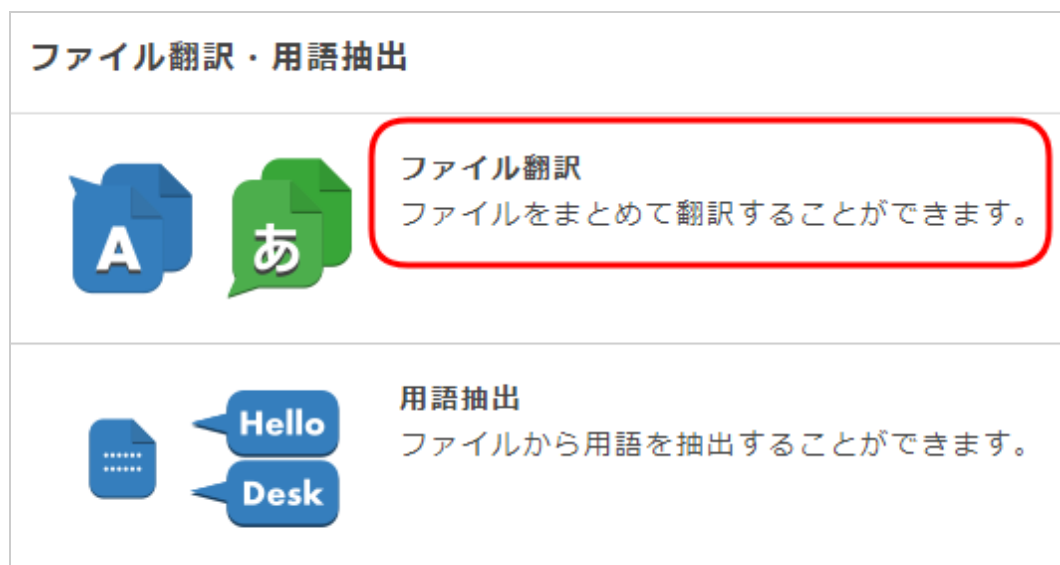 ファイル翻訳・用語抽出
ファイル翻訳
ファイルをまとめて翻訳することができます。
A
あ
用語抽出
ファイルから用語を抽出することができます。
Hello
Desk